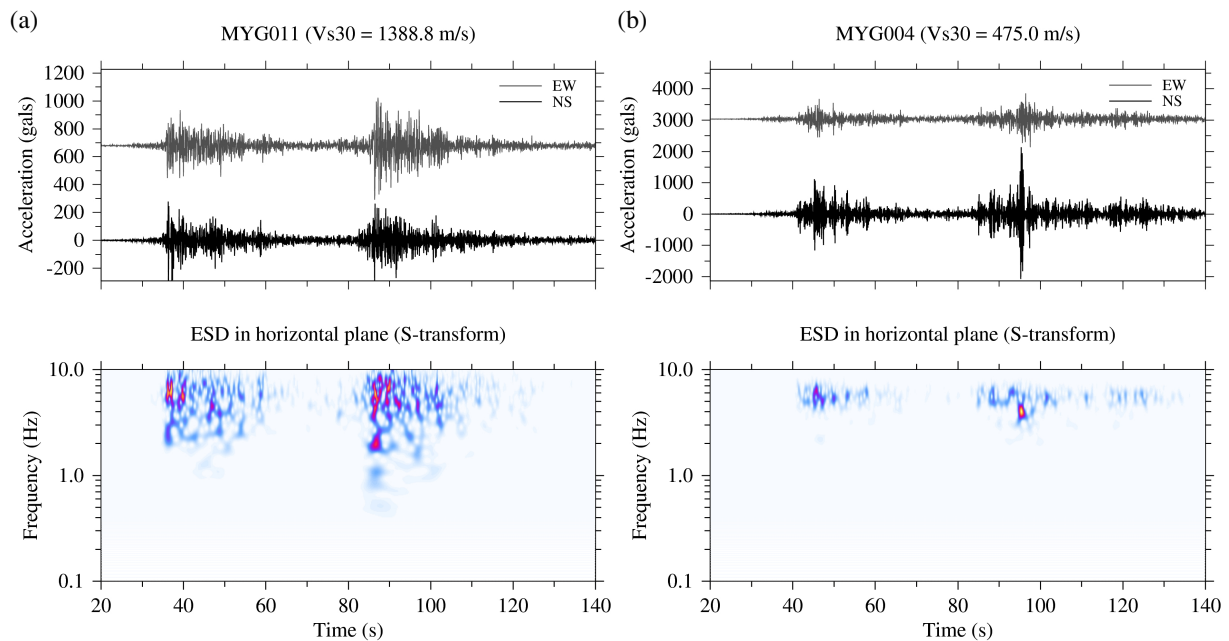 (a)
MYG011 (Vs30 = 1388.8 m/s)
1200
1000
800
600
400
200
0
-200
Acceleration (gals)
EW
NS
ESD in horizontal plane (S-transform)
10.0
1.0
0.1
Frequency (Hz)
20 40 60 80 100 120 140
Time (s)
(b)
MYG004 (Vs30 = 475.0 m/s)
4000
3000
2000
1000
0
-1000
-2000
Acceleration (gals)
EW
NS
ESD in horizontal plane (S-transform)
10.0
1.0
0.1
Frequency (Hz)
20 40 60 80 100 120 140
Time (s)